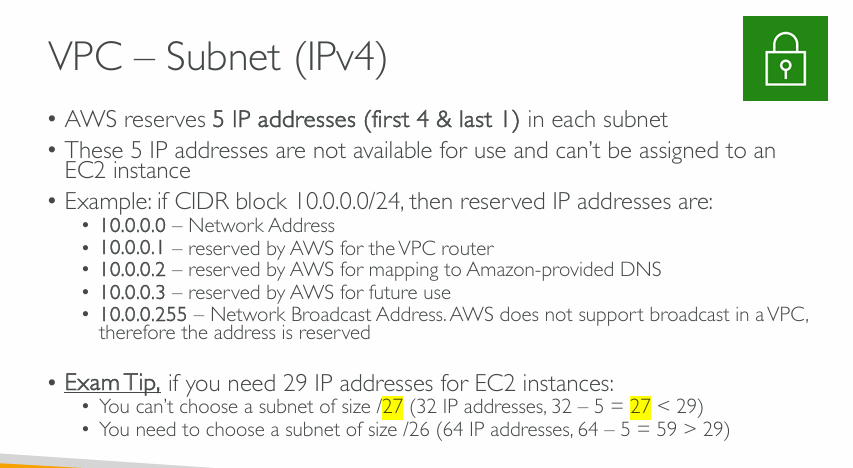 VPC – Subnet (IPv4)
• AWS reserves 5 IP addresses (first 4 & last 1) in each subnet
• These 5 IP addresses are not available for use and can’t be assigned to an
EC2 instance
• Example: if CIDR block 10.0.0.0/24, then reserved IP addresses are:
• 10.0.0.0 – Network Address
• 10.0.0.1 – reserved by AWS for the VPC router
• 10.0.0.2 – reserved by AWS for mapping to Amazon-provided DNS
• 10.0.0.3 – reserved by AWS for future use
• 10.0.0.255 – Network Broadcast Address. AWS does not support broadcast in a VPC,
therefore the address is reserved
• Exam Tip, if you need 29 IP addresses for EC2 instances:
• You can’t choose a subnet of size /27 (32 IP addresses, 32 – 5 = 27 < 29)
• You need to choose a subnet of size /26 (64 IP addresses, 64 – 5 = 59 > 29)